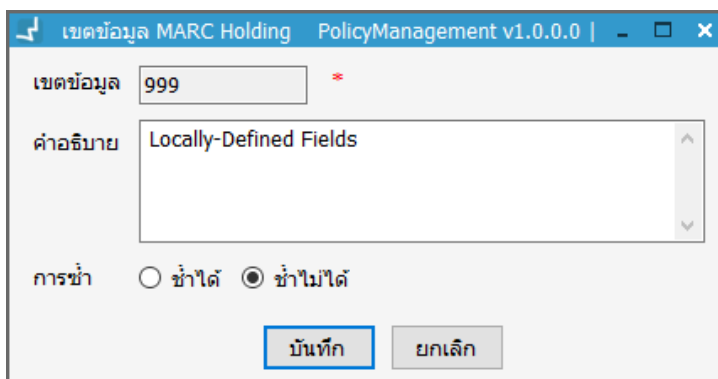 เขตข้อมูล MARC Holding PolicyManagement v1.0.0.0 |
เขตข้อมูล 999 *
คำอธิบาย Locally-Defined Fields
การซ้ำ ซ้ำได้ ซ้ำไม่ได้
บันทึก ยกเลิก